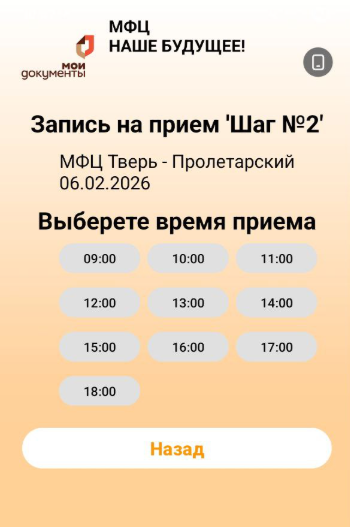 МФЦ
НАШЕ БУДУЩЕЕ!
мои
документы
Запись на прием 'Шаг №2'
МФЦ Тверь - Пролетарский
06.02.2026
Выберете время приема
09:00 10:00 11:00
12:00 13:00 14:00
15:00 16:00 17:00
18:00
Назад